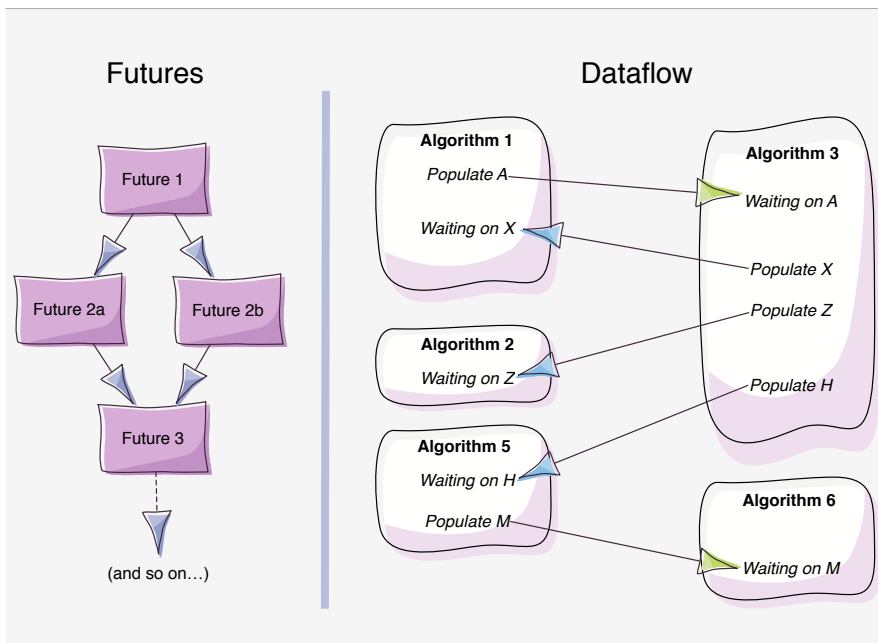 Futures
Future 1
Future 2a
Future 2b
Future 3
(and so on…)
Dataflow
Algorithm 1
Populate A
Waiting on X
Algorithm 2
Waiting on Z
Algorithm 5
Waiting on H
Populate M
Algorithm 3
Waiting on A
Populate X
Populate Z
Populate H
Algorithm 6
Waiting on M